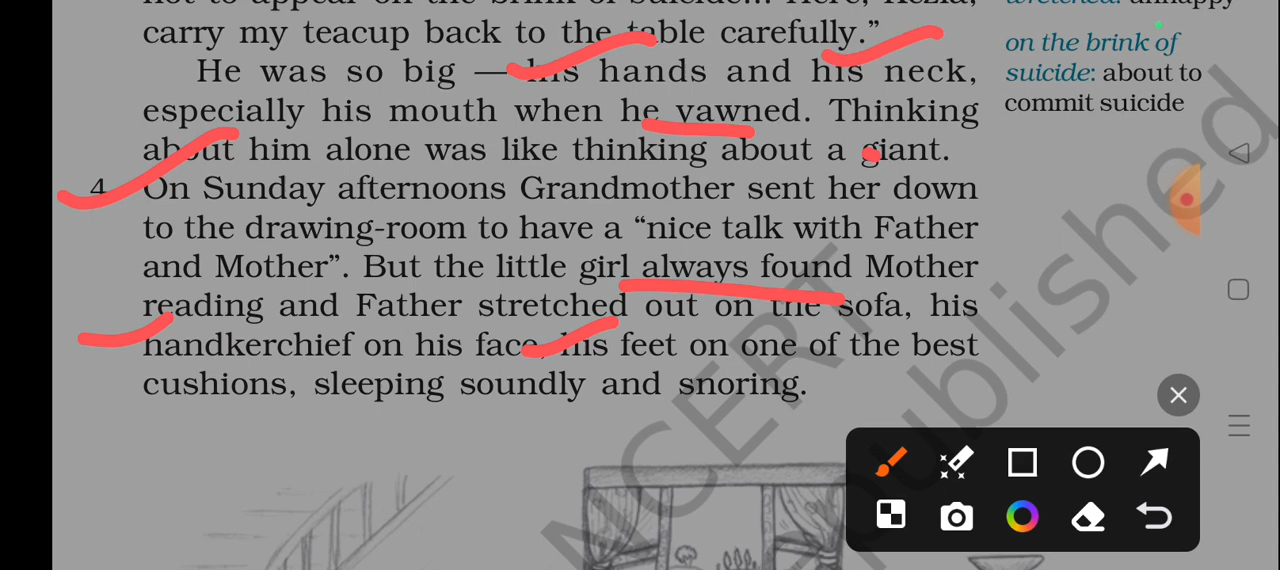 carry my teacup back to the table carefully.”
He was so big — his hands and his neck,
especially his mouth when he yawned. Thinking
about him alone was like thinking about a giant.
4. On Sunday afternoons Grandmother sent her down
to the drawing-room to have a “nice talk with Father
and Mother”. But the little girl always found Mother
reading and Father stretched out on the sofa, his
handkerchief on his face, his feet on one of the best
cushions, sleeping soundly and snoring.
on the brink of
suicide: about to
commit suicide
NCERT
published